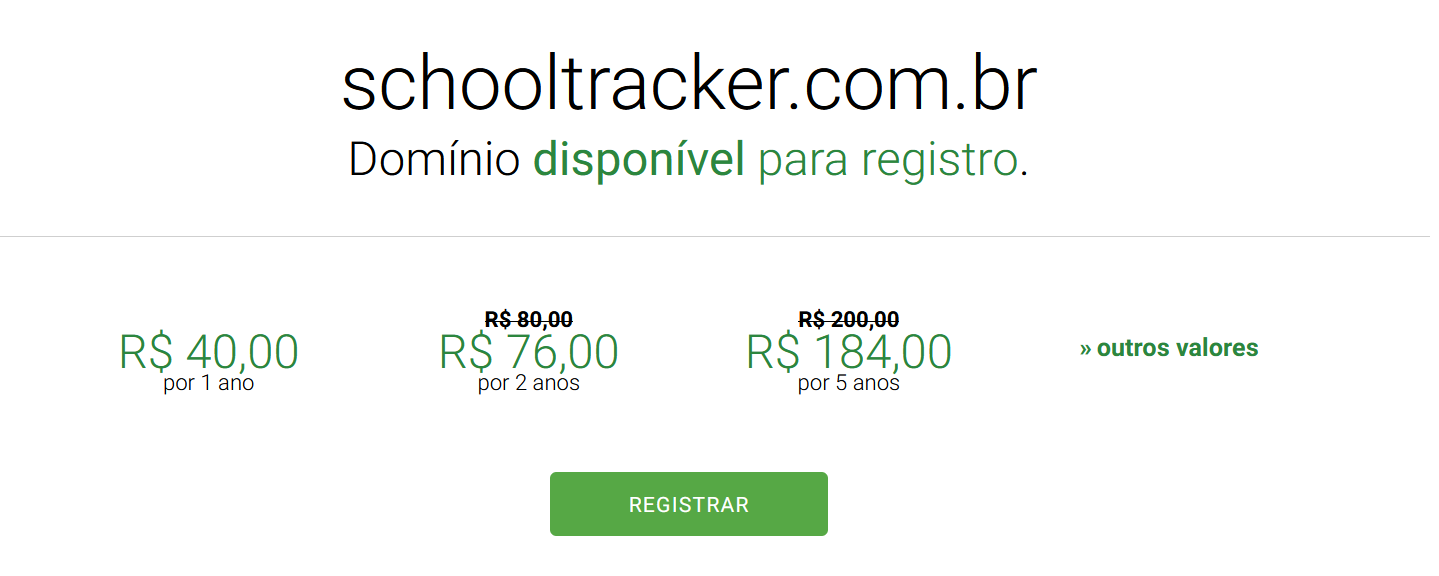 schooltracker.com.br
Domínio disponível para registro.
R$ 40,00
por 1 ano
R$ 80,00
R$ 76,00
por 2 anos
R$ 200,00
R$ 184,00
por 5 anos
» outros valores
REGISTRAR